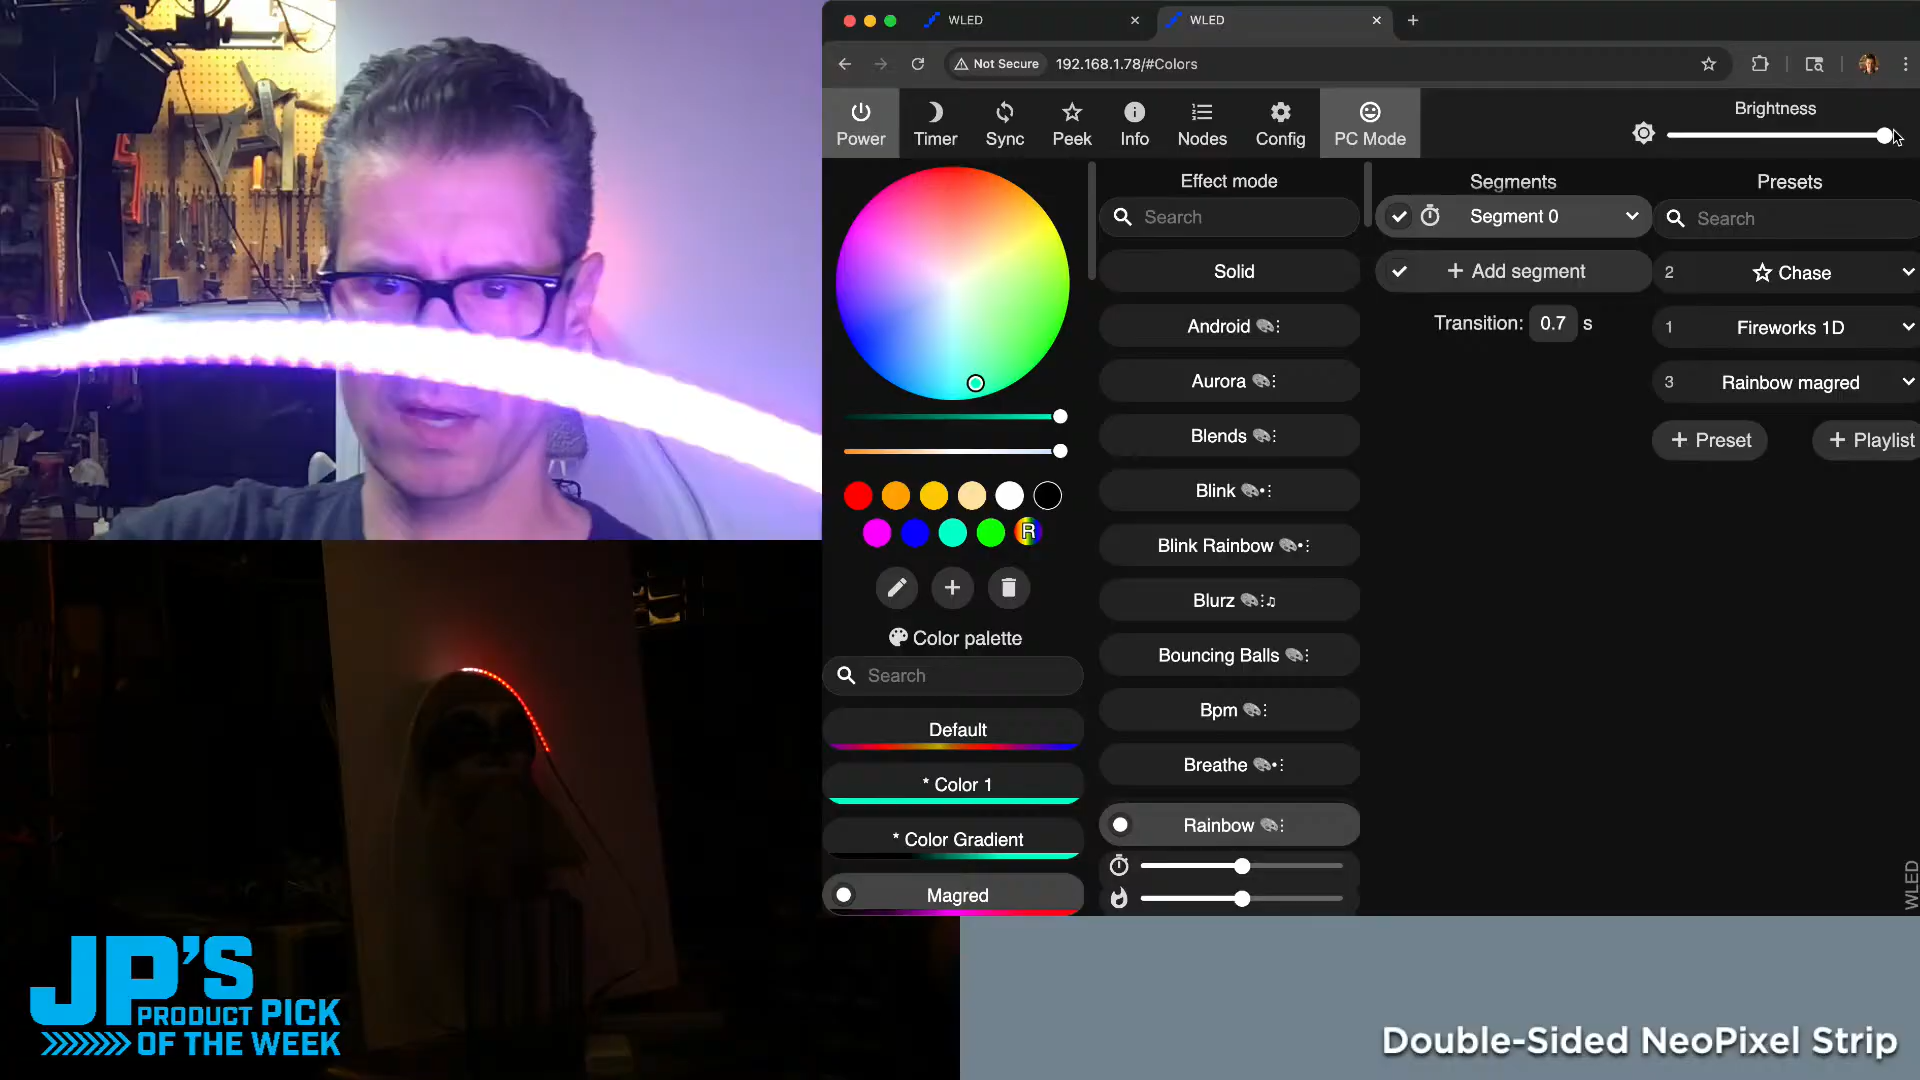 WLED
WLED
Not Secure
192.168.1.78/#Colors
Power
Timer
Sync
Peek
Info
Nodes
Config
PC Mode
Brightness
R
Color palette
Search
Default
* Color 1
* Color Gradient
Magred
Effect mode
Search
Solid
Android
Aurora
Blends
Blink
Blink Rainbow
Blurz
Bouncing Balls
Bpm
Breathe
Rainbow
Segments
Segment 0
+ Add segment
Transition: 0.7 s
Presets
Search
2 Chase
1 Fireworks 1D
3 Rainbow magred
+ Preset
+ Playlist
WLED
JP'S
PRODUCT PICK
OF THE WEEK
Double-Sided NeoPixel Strip